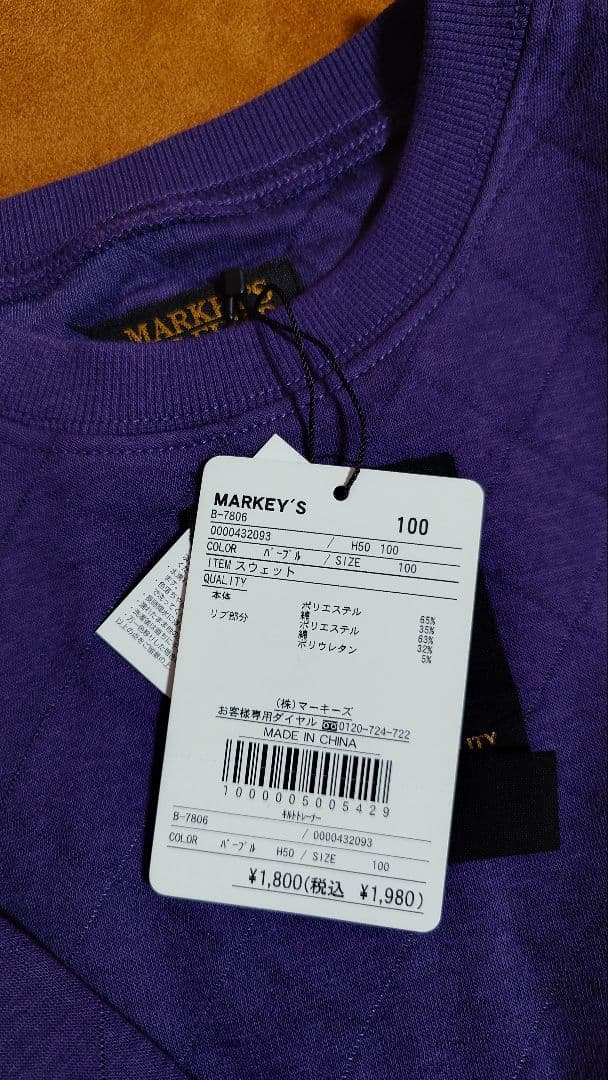 MARKEY'S
MARKEY'S
B-7806
100
0000432093 / H50 100
COLOR パープル / SIZE 100
ITEM スウェット
QUALITY
本体 ポリエステル 65%
綿 35%
リブ部分 ポリエステル 63%
綿 32%
ポリウレタン 5%
(株)マーキーズ
お客様専用ダイヤル 0120-724-722
MADE IN CHINA
1000005005429
キルトトレーナー
B-7806 / 0000432093
COLOR パープル H50 / SIZE 100
¥1,800(税込 ¥1,980)
ITY